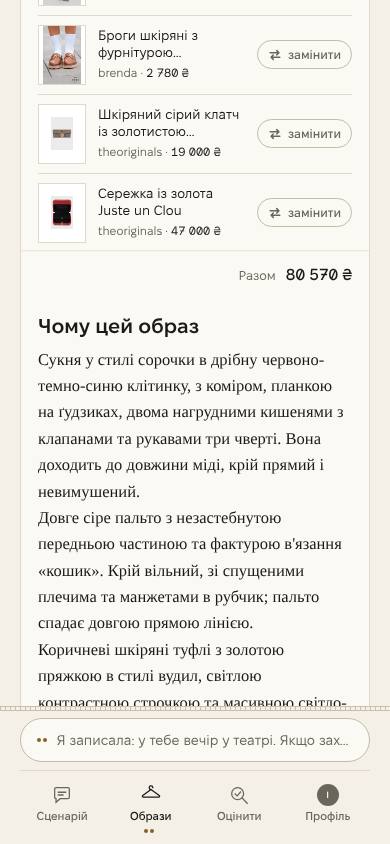 Броги шкіряні з
фурнітурою...
brenda · 2 780 ₴
замінити
Шкіряний сірий клатч
із золотистою...
theoriginals · 19 000 ₴
замінити
Сережка із золота
Juste un Clou
theoriginals · 47 000 ₴
замінити
Разом 80 570 ₴
Чому цей образ
Сукня у стилі сорочки в дрібну червоно-
темно-синю клітинку, з коміром, планкою
на ґудзиках, двома нагрудними кишенями з
клапанами та рукавами три чверті. Вона
доходить до довжини міді, крій прямий і
невимушений.
Довге сіре пальто з незастебнутою
передньою частиною та фактурою в'язання
«кошик». Крій вільний, зі спущеними
плечима та манжетами в рубчик; пальто
спадає довгою прямою лінією.
Коричневі шкіряні туфлі з золотою
пряжкою в стилі вудил, світлою
контрастною строчкою та масивною світло-
Я записала: у тебе вечір у театрі. Якщо зах...
Сценарій
Образи
Оцінити
І
Профіль